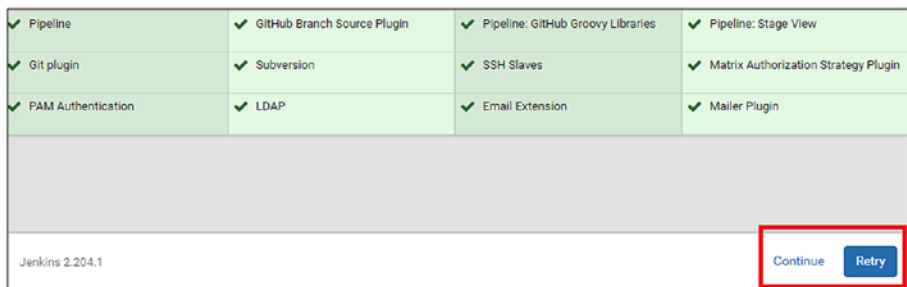 Pipeline GitHub Branch Source Plugin Pipeline: GitHub Groovy Libraries Pipeline: Stage View
Git plugin Subversion SSH Slaves Matrix Authorization Strategy Plugin
PAM Authentication LDAP Email Extension Mailer Plugin
Jenkins 2.204.1 Continue Retry